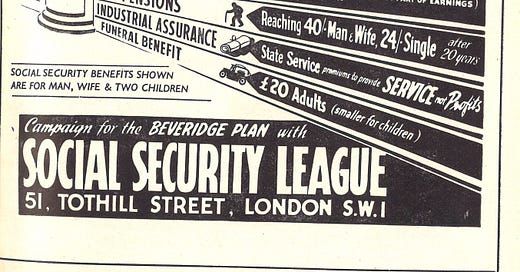 PENSIONS
INDUSTRIAL ASSURANCE
FUNERAL BENEFIT
OF EARNINGS)
Reaching 40/- Man & Wife, 24/- Single after 20 years
State Service premiums to provide SERVICE not Profits
£20 Adults (smaller for children)
SOCIAL SECURITY BENEFITS SHOWN
ARE FOR MAN, WIFE & TWO CHILDREN
Campaign for the BEVERIDGE PLAN with
SOCIAL SECURITY LEAGUE
51, TOTHILL STREET, LONDON S.W.1